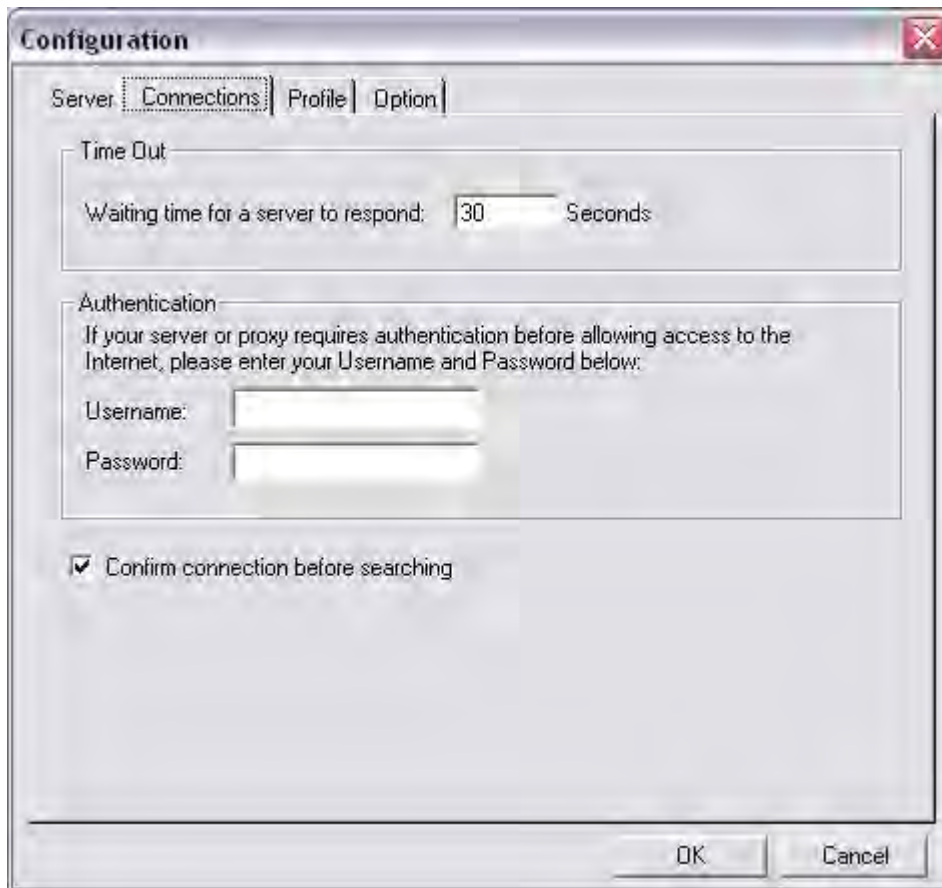 Configuration
Server Connections Profile Option
Time Out
Waiting time for a server to respond: 30 Seconds
Authentication
If your server or proxy requires authentication before allowing access to the
Internet, please enter your Username and Password below:
Username:
Password:
Confirm connection before searching
OK Cancel